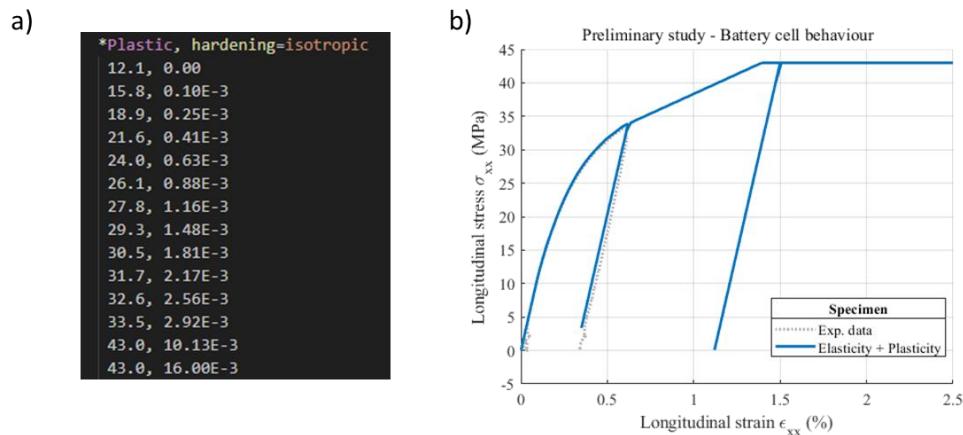 a)
*Plastic, hardening=isotropic
12.1, 0.00
15.8, 0.10E-3
18.9, 0.25E-3
21.6, 0.41E-3
24.0, 0.63E-3
26.1, 0.88E-3
27.8, 1.16E-3
29.3, 1.48E-3
30.5, 1.81E-3
31.7, 2.17E-3
32.6, 2.56E-3
33.5, 2.92E-3
43.0, 10.13E-3
43.0, 16.00E-3
b)
Preliminary study - Battery cell behaviour
Longitudinal stress σxx (MPa)
45
40
35
30
25
20
15
10
5
0
-5
0
0.5
1
1.5
2
2.5
Longitudinal strain ϵxx (%)
Specimen
Exp. data
Elasticity + Plasticity